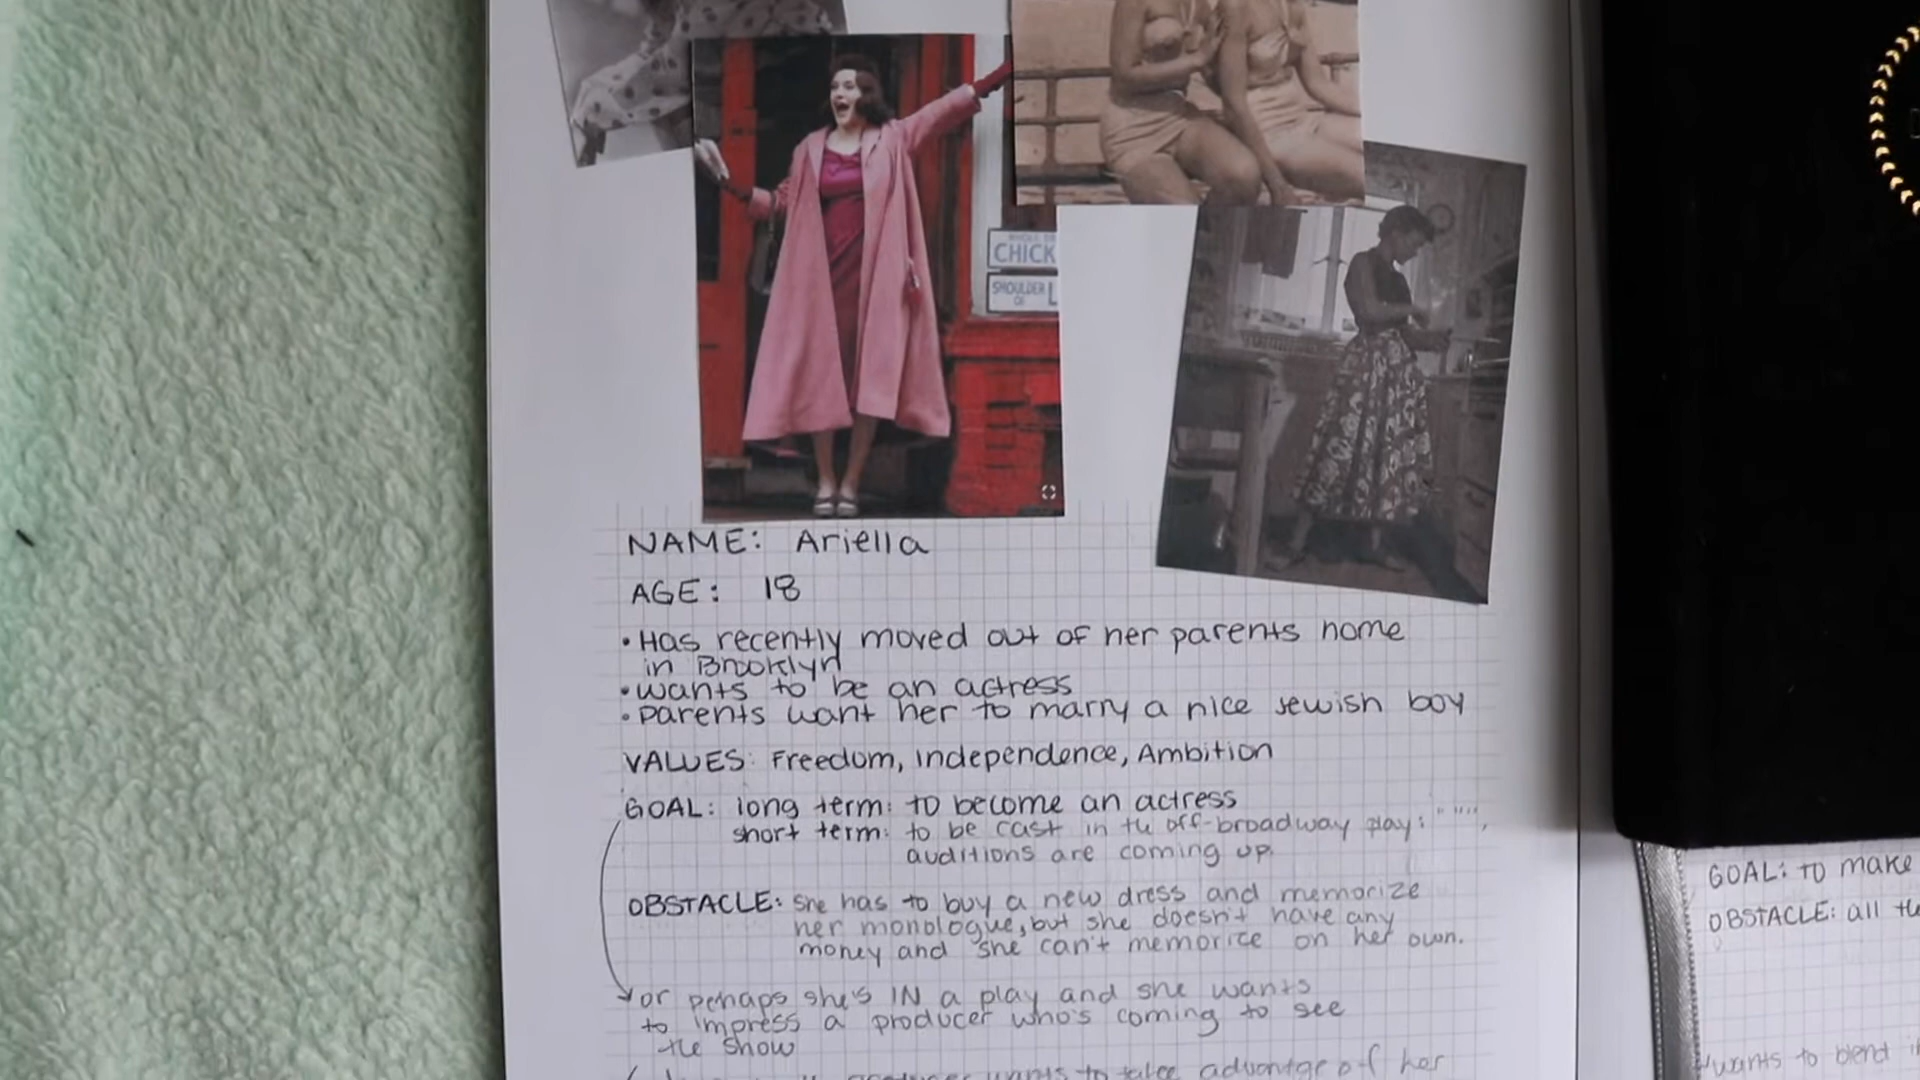 CHICK
SHOULDER L
OF
NAME: Ariella
AGE: 18
• Has recently moved out of her parents home
in Brooklyn
• wants to be an actress
• parents want her to marry a nice jewish boy
VALUES: Freedom, Independence, Ambition
GOAL: long term: to become an actress
short term: to be cast in the off-broadway play: " """,
auditions are coming up.
OBSTACLE: she has to buy a new dress and memorize
her monologue, but she doesn't have any
money and she can't memorice on her own.
or perhaps she's IN a play and she wants
to impress a producer who's coming to see
the show
wants to take advantage of her
GOAL: to make
OBSTACLE: all
wants to blend